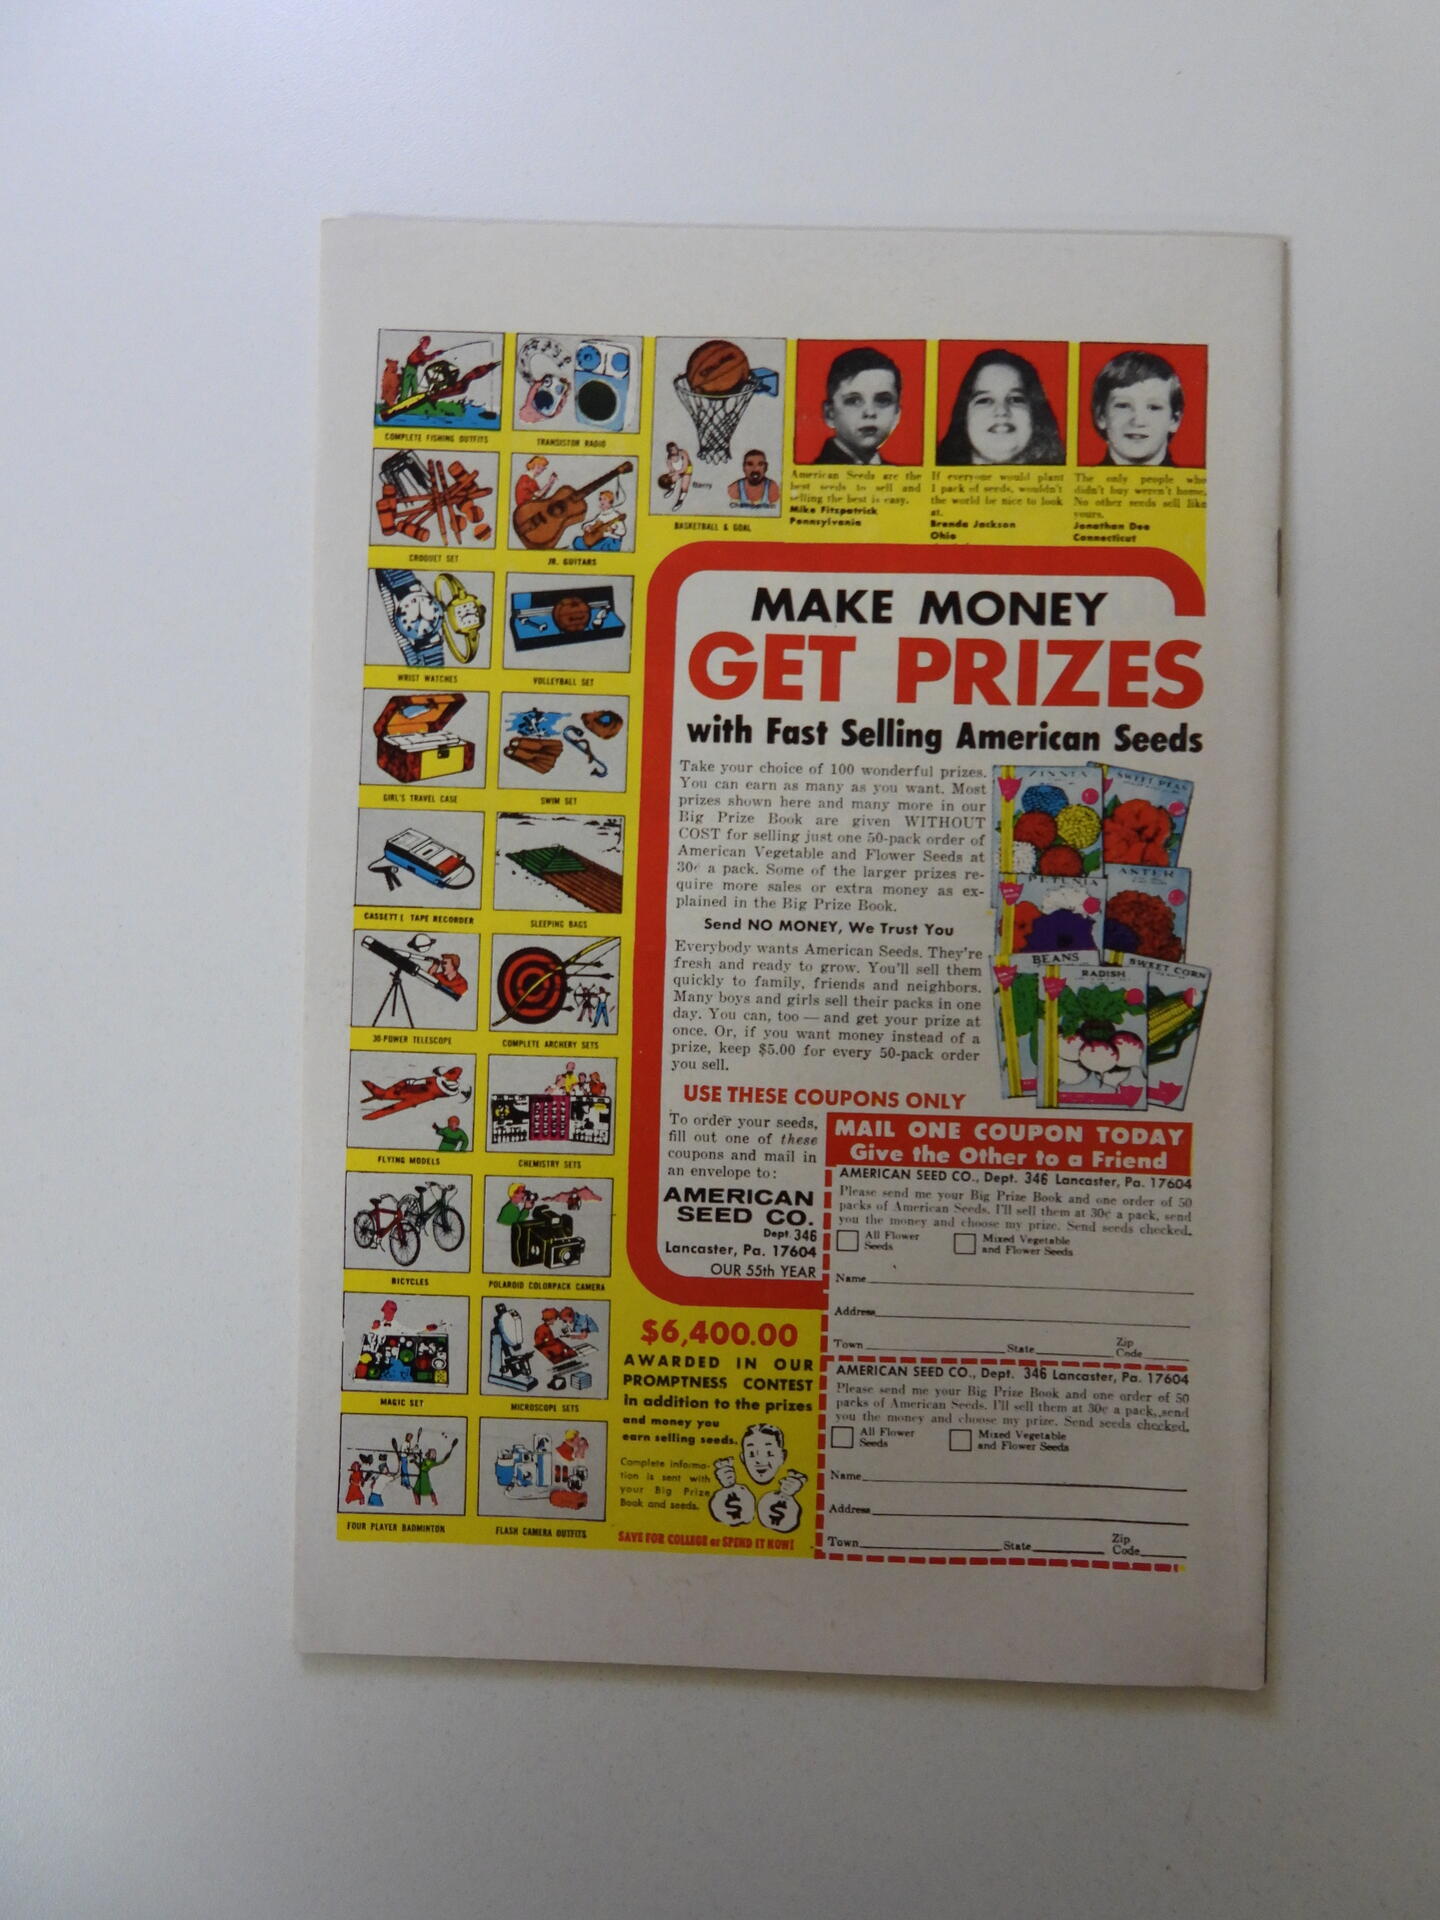 COMPLETE FISHING OUTFITS
TRANSISTOR RADIO
CROQUET SET
JR. GUITARS
Barry
Chamberlain
BASKETBALL & GOAL
WRIST WATCHES
VOLLEYBALL SET
GIRL'S TRAVEL CASE
SWIM SET
CASSETTE TAPE RECORDER
SLEEPING BAGS
30-POWER TELESCOPE
COMPLETE ARCHERY SETS
FLYING MODELS
CHEMISTRY SETS
BICYCLES
POLAROID COLORPACK CAMERA
MAGIC SET
MICROSCOPE SETS
FOUR PLAYER BADMINTON
FLASH CAMERA OUTFITS
American Seeds are the
best seeds to sell and
selling the best is easy.
Mike Fitzpatrick
Pennsylvania
If everyone would plant
1 pack of seeds, wouldn't
the world be nice to look
at.
Brenda Jackson
Ohio
The only people who
didn't buy weren't home.
No other seeds sell like
yours.
Jonathan Dee
Connecticut
MAKE MONEY
GET PRIZES
with Fast Selling American Seeds
Take your choice of 100 wonderful prizes.
You can earn as many as you want. Most
prizes shown here and many more in our
Big Prize Book are given WITHOUT
COST for selling just one 50-pack order of
American Vegetable and Flower Seeds at
30¢ a pack. Some of the larger prizes re-
quire more sales or extra money as ex-
plained in the Big Prize Book.
Send NO MONEY, We Trust You
Everybody wants American Seeds. They're
fresh and ready to grow. You'll sell them
quickly to family, friends and neighbors.
Many boys and girls sell their packs in one
day. You can, too — and get your prize at
once. Or, if you want money instead of a
prize, keep $5.00 for every 50-pack order
you sell.
ZINNIA
SWEET PEAS
PETUNIA
ASTER
BEANS
RADISH
SWEET CORN
USE THESE COUPONS ONLY
To order your seeds,
fill out one of these
coupons and mail in
an envelope to:
AMERICAN
SEED CO.
Dept. 346
Lancaster, Pa. 17604
OUR 55th YEAR
MAIL ONE COUPON TODAY
Give the Other to a Friend
AMERICAN SEED CO., Dept. 346 Lancaster, Pa. 17604
Please send me your Big Prize Book and one order of 50
packs of American Seeds. I'll sell them at 30¢ a pack, send
you the money and choose my prize. Send seeds checked.
All Flower Seeds
Mixed Vegetable and Flower Seeds
Name
Address
Town State Zip Code
AMERICAN SEED CO., Dept. 346 Lancaster, Pa. 17604
Please send me your Big Prize Book and one order of 50
packs of American Seeds. I'll sell them at 30¢ a pack, send
you the money and choose my prize. Send seeds checked.
All Flower Seeds
Mixed Vegetable and Flower Seeds
Name
Address
Town State Zip Code
$6,400.00
AWARDED IN OUR
PROMPTNESS CONTEST
in addition to the prizes
and money you
earn selling seeds.
Complete informa-
tion is sent with
your Big Prize
Book and seeds.
$ $
SAVE FOR COLLEGE or SPEND IT NOW!